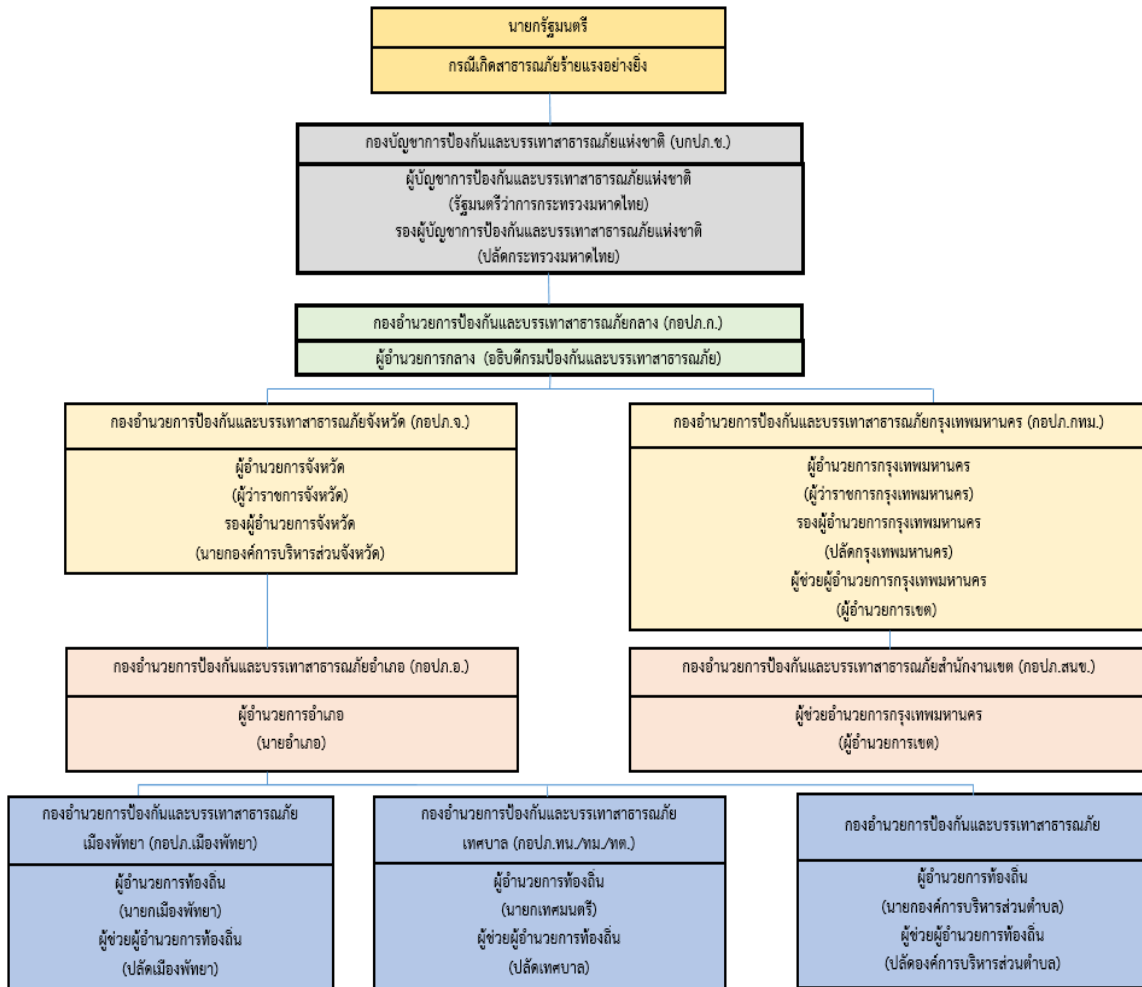 นายกรัฐมนตรี
กรณีเกิดสาธารณภัยร้ายแรงอย่างยิ่ง
กองบัญชาการป้องกันและบรรเทาสาธารณภัยแห่งชาติ (บกปภ.ช.)
ผู้บัญชาการป้องกันและบรรเทาสาธารณภัยแห่งชาติ
(รัฐมนตรีว่าการกระทรวงมหาดไทย)
รองผู้บัญชาการป้องกันและบรรเทาสาธารณภัยแห่งชาติ
(ปลัดกระทรวงมหาดไทย)
กองอำนวยการป้องกันและบรรเทาสาธารณภัยกลาง (กอปภ.ก.)
ผู้อำนวยการกลาง (อธิบดีกรมป้องกันและบรรเทาสาธารณภัย)
กองอำนวยการป้องกันและบรรเทาสาธารณภัยจังหวัด (กอปภ.จ.)
ผู้อำนวยการจังหวัด
(ผู้ว่าราชการจังหวัด)
รองผู้อำนวยการจังหวัด
(นายกองค์การบริหารส่วนจังหวัด)
กองอำนวยการป้องกันและบรรเทาสาธารณภัยกรุงเทพมหานคร (กอปภ.กทม.)
ผู้อำนวยการกรุงเทพมหานคร
(ผู้ว่าราชการกรุงเทพมหานคร)
รองผู้อำนวยการกรุงเทพมหานคร
(ปลัดกรุงเทพมหานคร)
ผู้ช่วยผู้อำนวยการกรุงเทพมหานคร
(ผู้อำนวยการเขต)
กองอำนวยการป้องกันและบรรเทาสาธารณภัยอำเภอ (กอปภ.อ.)
ผู้อำนวยการอำเภอ
(นายอำเภอ)
กองอำนวยการป้องกันและบรรเทาสาธารณภัยสำนักงานเขต (กอปภ.สนข.)
ผู้ช่วยอำนวยการกรุงเทพมหานคร
(ผู้อำนวยการเขต)
กองอำนวยการป้องกันและบรรเทาสาธารณภัย
เมืองพัทยา (กอปภ.เมืองพัทยา)
ผู้อำนวยการท้องถิ่น
(นายกเมืองพัทยา)
ผู้ช่วยผู้อำนวยการท้องถิ่น
(ปลัดเมืองพัทยา)
กองอำนวยการป้องกันและบรรเทาสาธารณภัย
เทศบาล (กอปภ.ทน./ทม./ทต.)
ผู้อำนวยการท้องถิ่น
(นายกเทศมนตรี)
ผู้ช่วยผู้อำนวยการท้องถิ่น
(ปลัดเทศบาล)
กองอำนวยการป้องกันและบรรเทาสาธารณภัย
ผู้อำนวยการท้องถิ่น
(นายกองค์การบริหารส่วนตำบล)
ผู้ช่วยผู้อำนวยการท้องถิ่น
(ปลัดองค์การบริหารส่วนตำบล)